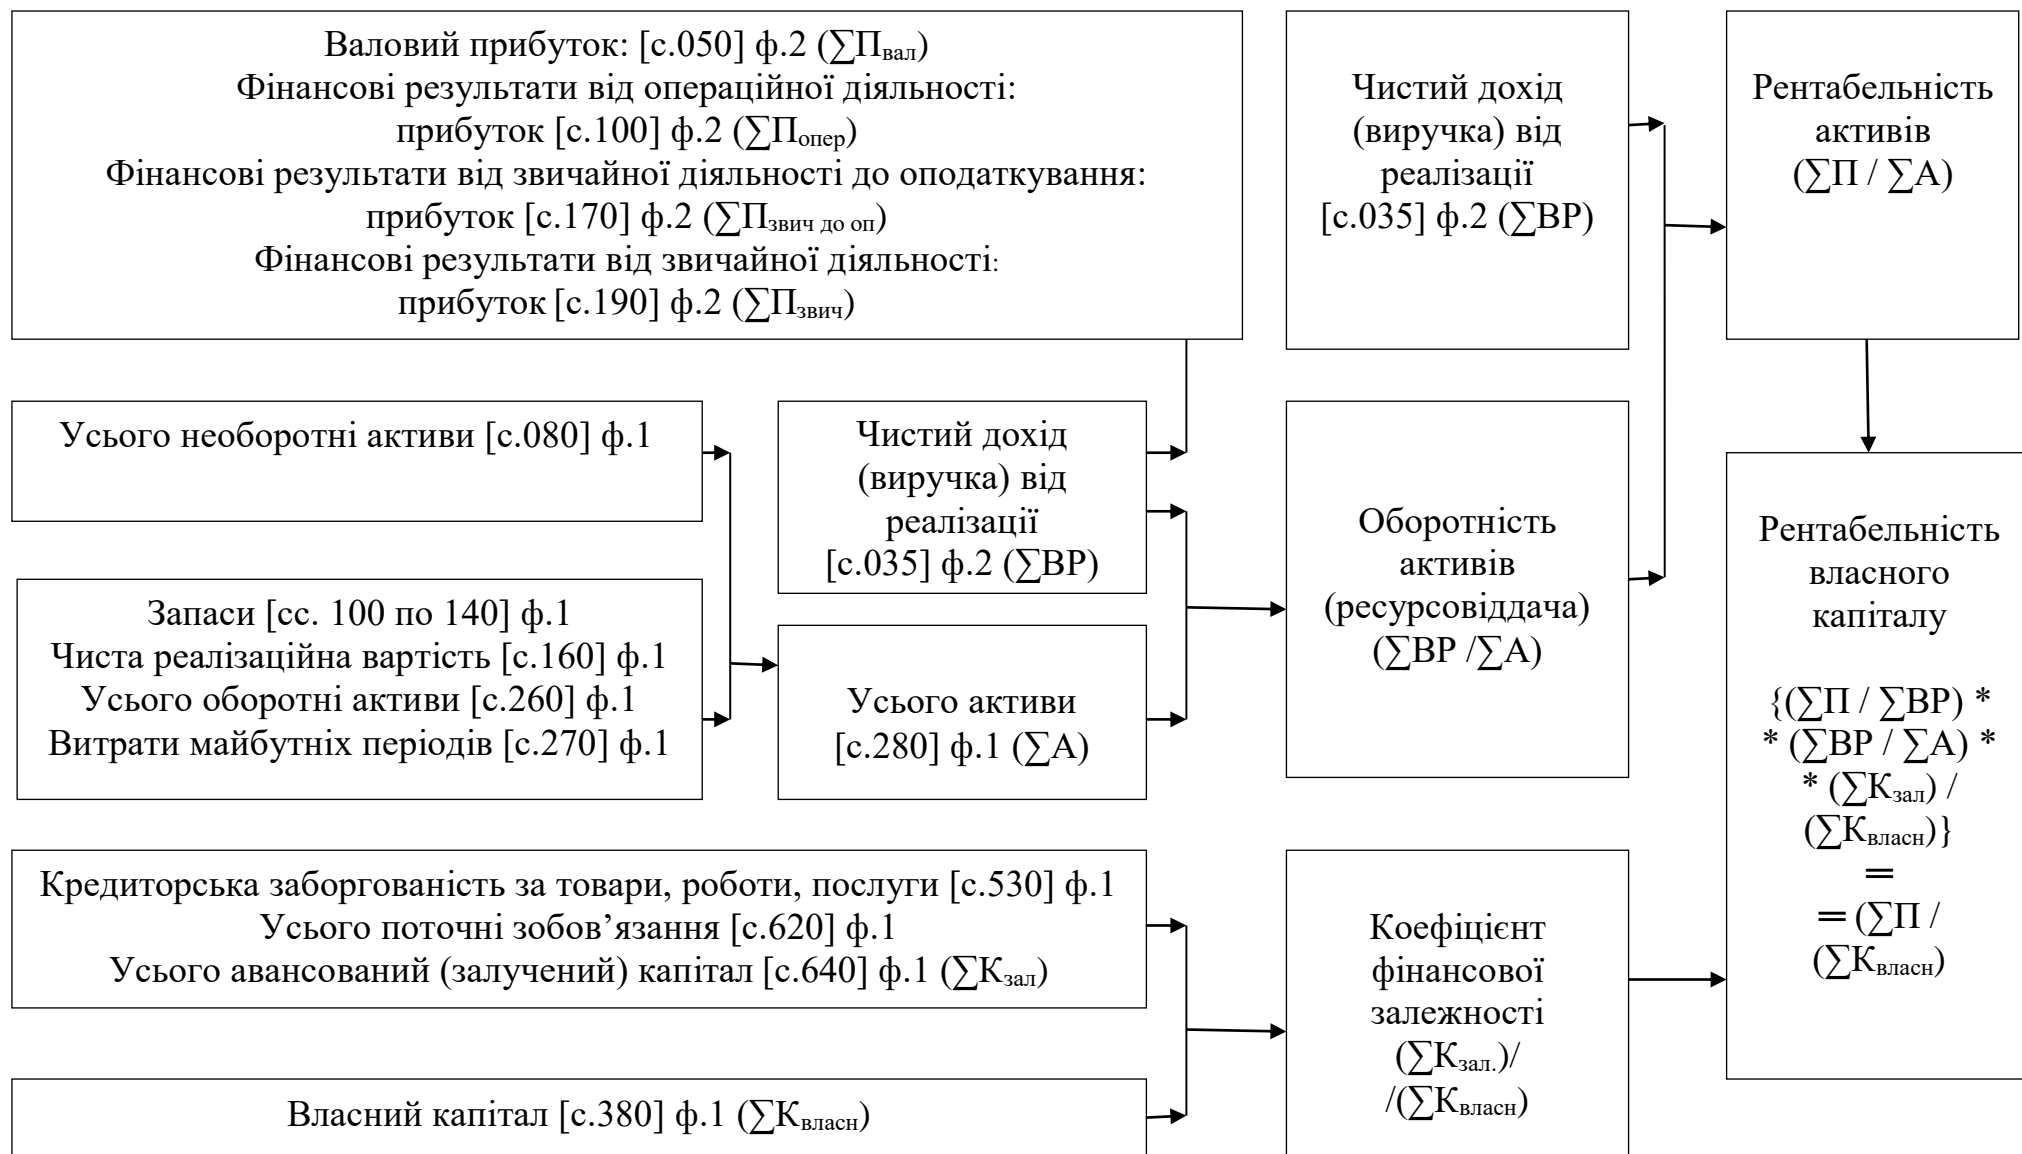 Валовий прибуток: [с.050] ф.2 (∑Пвал)
Фінансові результати від операційної діяльності:
прибуток [с.100] ф.2 (∑Попер)
Фінансові результати від звичайної діяльності до оподаткування:
прибуток [с.170] ф.2 (∑Пзвич до оп)
Фінансові результати від звичайної діяльності:
прибуток [с.190] ф.2 (∑Пзвич)
Чистий дохід
(виручка) від
реалізації
[с.035] ф.2 (∑ВР)
Рентабельність
активів
(∑П / ∑А)
Усього необоротні активи [с.080] ф.1
Чистий дохід
(виручка) від
реалізації
[с.035] ф.2 (∑ВР)
Оборотність
активів
(ресурсовіддача)
(∑ВР /∑А)
Рентабельність
власного
капіталу
{(∑П / ∑ВР) *
* (∑ВР / ∑А) *
* (∑Кзал) /
(∑Квласн)}
=
= (∑П /
(∑Квласн)
Запаси [сс. 100 по 140] ф.1
Чиста реалізаційна вартість [с.160] ф.1
Усього оборотні активи [с.260] ф.1
Витрати майбутніх періодів [с.270] ф.1
Усього активи
[с.280] ф.1 (∑А)
Кредиторська заборгованість за товари, роботи, послуги [с.530] ф.1
Усього поточні зобов’язання [с.620] ф.1
Усього авансований (залучений) капітал [с.640] ф.1 (∑Кзал)
Коефіцієнт
фінансової
залежності
(∑Кзал.)/
/(∑Квласн)
Власний капітал [с.380] ф.1 (∑Квласн)